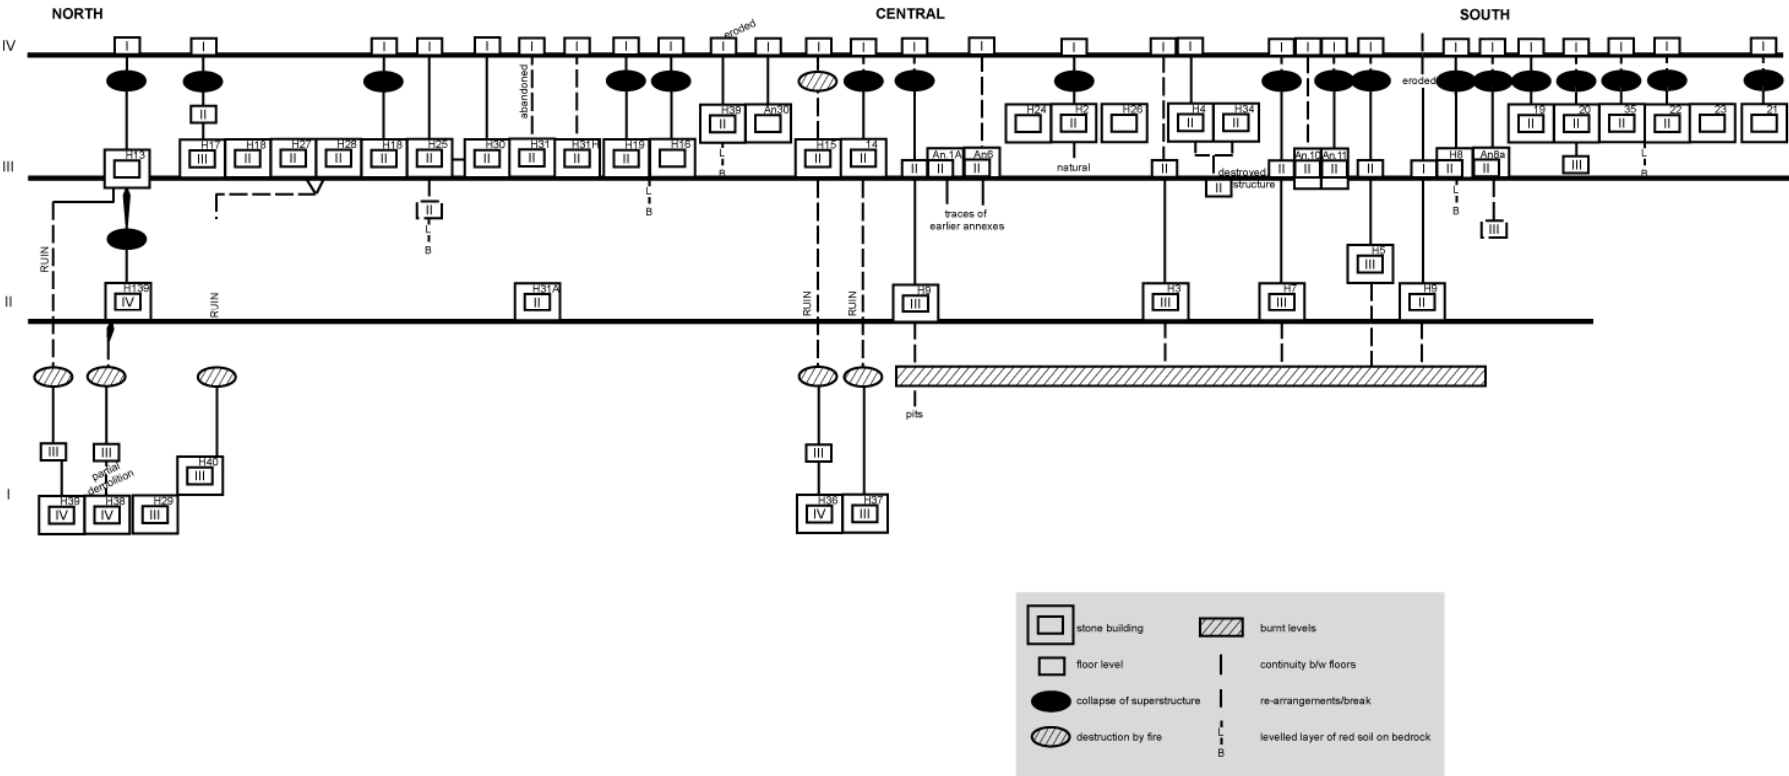 NORTH
CENTRAL
SOUTH
IV
I I I I I I I I I I I I I I I I I I I I I I I I I I I I I I I
eroded
abandoned
eroded
II
H39 II
An30
H24
H2 II
H26
H4 II
H34 II
19 II
20 II
35 II
22 II
23
21
III
H13
H17 III
H18 II
H27 II
H28 II
H18 II
H25 II
H30 II
H31 II
H31H II
H19 II
H16
H15 II
14 II
II
An.1A II
An6 II
natural
II
destroyed
structure
II
II
An.10 II
An.11 II
II
I
H8 II
An8a II
III
L
B
L
B
L
B
L
B
L
B
II
III
traces of
earlier annexes
RUIN
RUIN
RUIN
RUIN
II
H139 IV
H31A II
H9 III
H3 III
H7 III
H5 III
H9 II
pits
III
III
III
partial
demolition
I
H39 IV
H38 IV
H29 III
H40 III
H36 IV
H37 III
stone building
burnt levels
floor level
continuity b/w floors
collapse of superstructure
re-arrangements/break
destruction by fire
L
B
levelled layer of red soil on bedrock